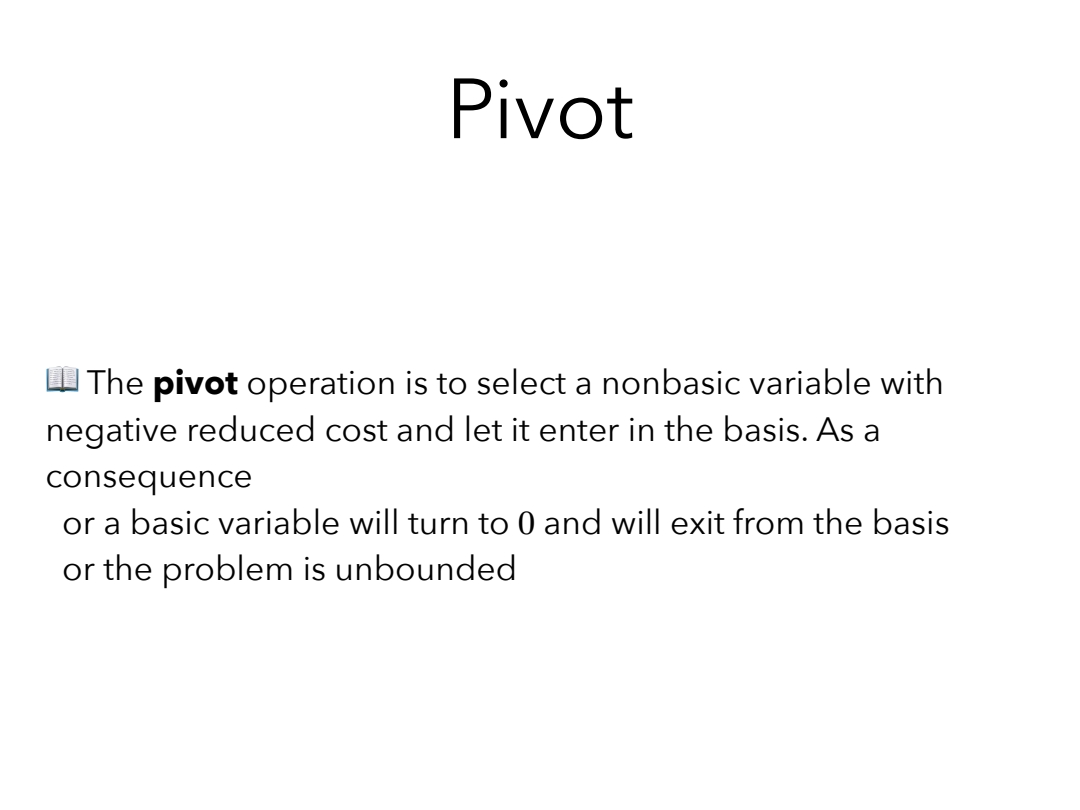 Pivot
📖 The pivot operation is to select a nonbasic variable with
negative reduced cost and let it enter in the basis. As a
consequence
or a basic variable will turn to 0 and will exit from the basis
or the problem is unbounded